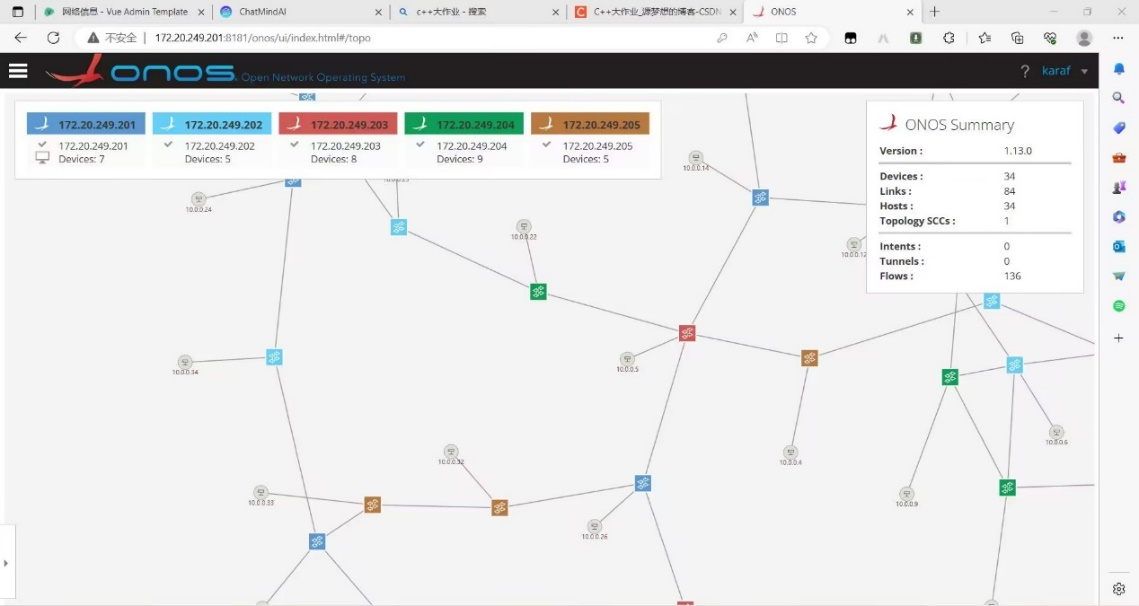 网络信息 - Vue Admin Template
ChatMindAI
c++大作业 - 搜索
C++大作业_源梦想的博客-CSDN
ONOS
不安全
172.20.249.201:8181/onos/ui/index.html#/topo
onos Open Network Operating System
? karaf
172.20.249.201
172.20.249.202
172.20.249.203
172.20.249.204
172.20.249.205
172.20.249.201
Devices: 7
172.20.249.202
Devices: 5
172.20.249.203
Devices: 8
172.20.249.204
Devices: 9
172.20.249.205
Devices: 5
ONOS Summary
Version : 1.13.0
Devices : 34
Links : 84
Hosts : 34
Topology SCCs : 1
Intents : 0
Tunnels : 0
Flows : 136
10.0.0.14
10.0.0.24
10.0.0.22
10.0.0.12
10.0.0.34
10.0.0.5
10.0.0.6
10.0.0.4
10.0.0.32
10.0.0.33
10.0.0.9
10.0.0.26